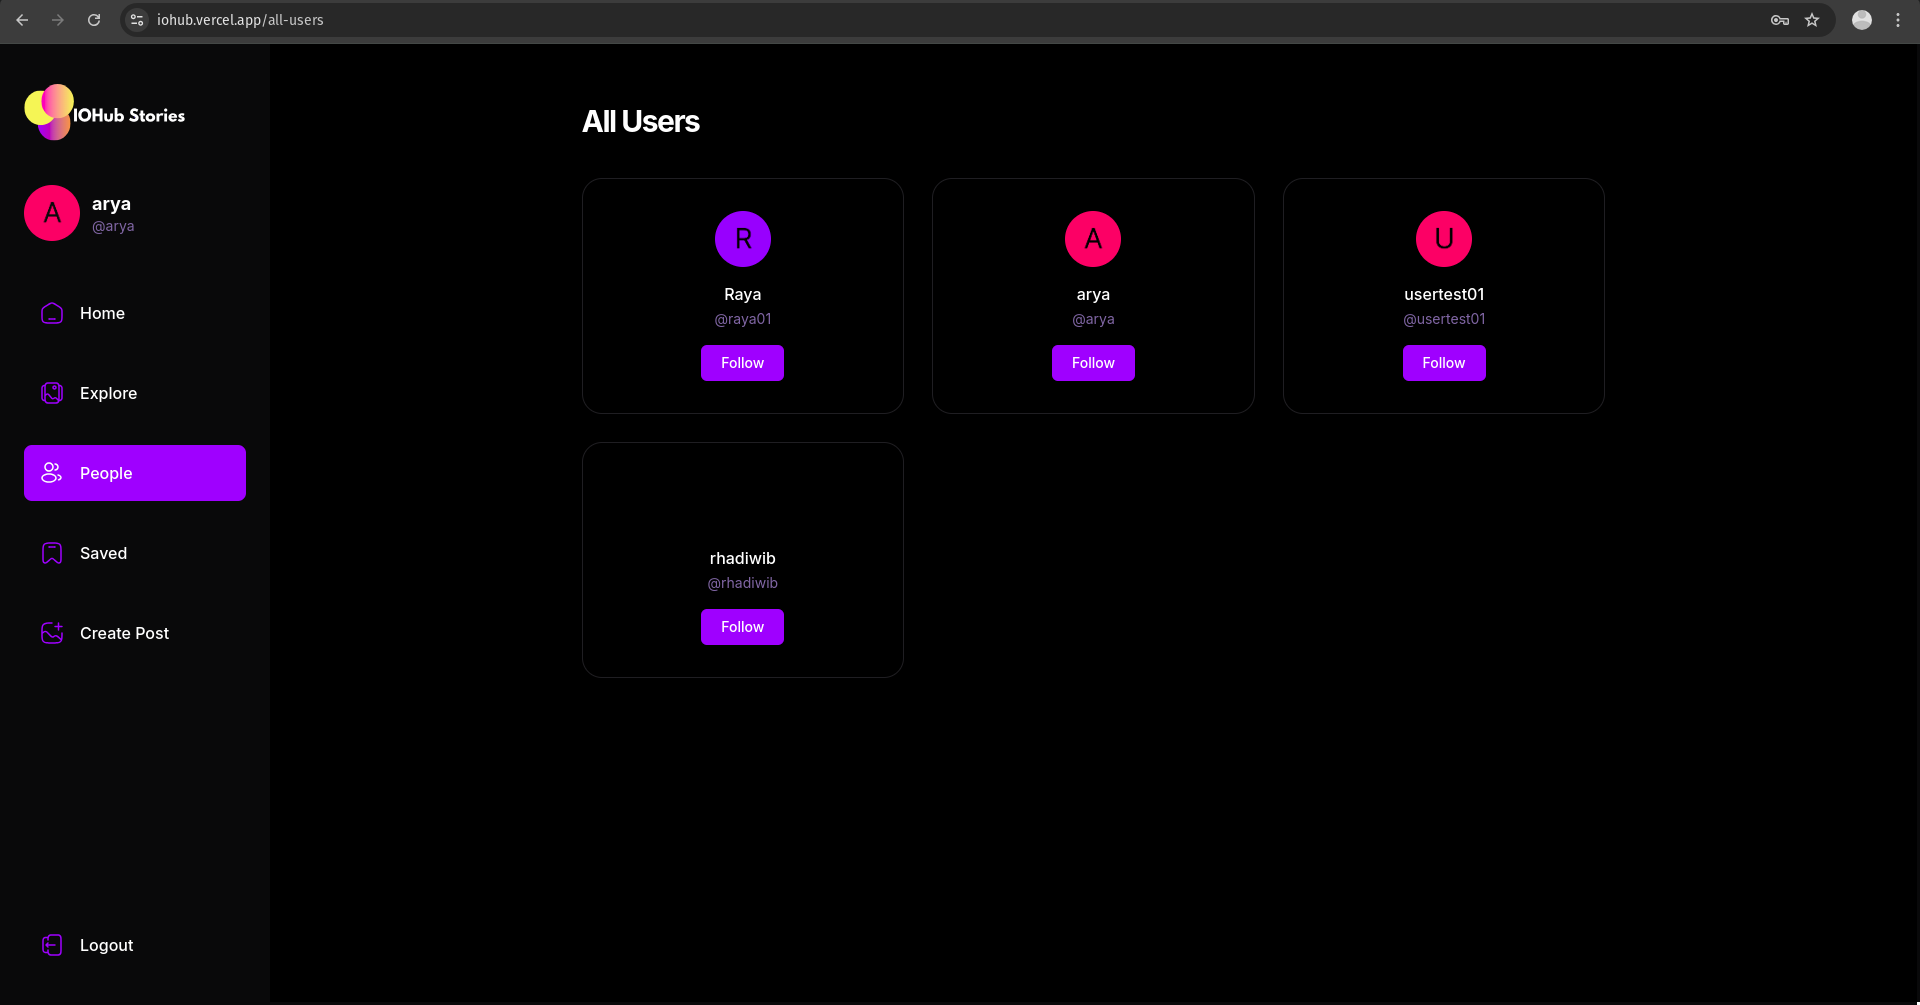 iohub.vercel.app/all-users
IOHub Stories
A
arya
@arya
Home
Explore
People
Saved
Create Post
Logout
All Users
R
Raya
@raya01
Follow
A
arya
@arya
Follow
U
usertest01
@usertest01
Follow
rhadiwib
@rhadiwib
Follow